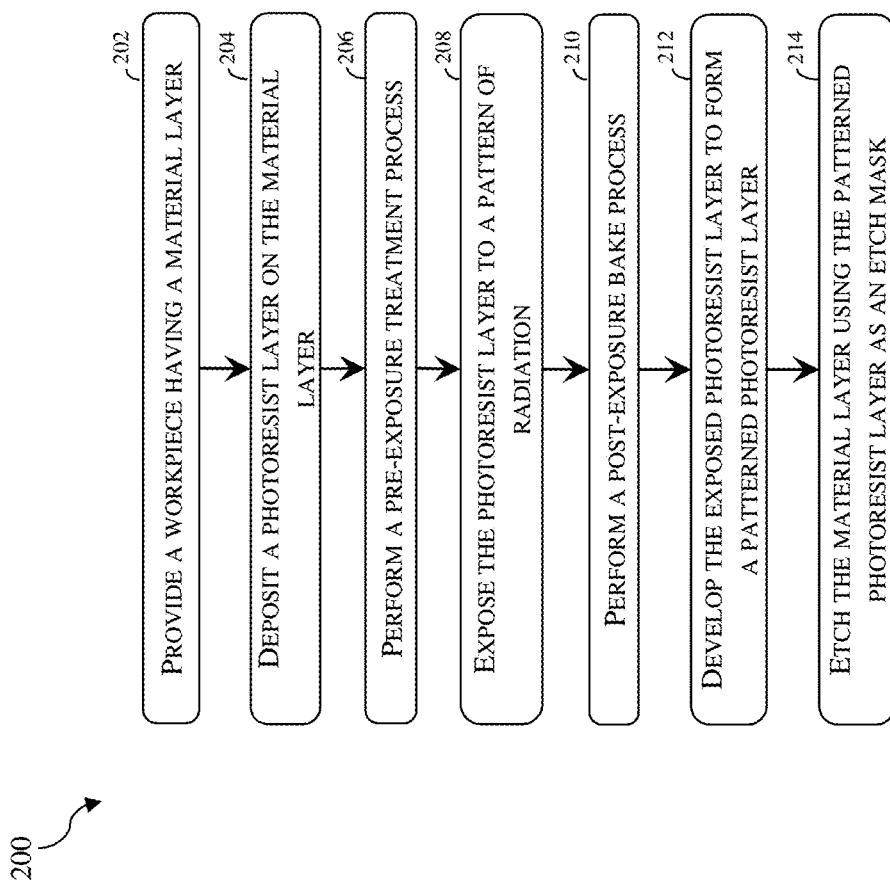 200
202
PROVIDE A WORKPIECE HAVING A MATERIAL LAYER
204
DEPOSIT A PHOTORESIST LAYER ON THE MATERIAL
LAYER
206
PERFORM A PRE-EXPOSURE TREATMENT PROCESS
208
EXPOSE THE PHOTORESIST LAYER TO A PATTERN OF
RADIATION
210
PERFORM A POST-EXPOSURE BAKE PROCESS
212
DEVELOP THE EXPOSED PHOTORESIST LAYER TO FORM
A PATTERNED PHOTORESIST LAYER
214
ETCH THE MATERIAL LAYER USING THE PATTERNED
PHOTORESIST LAYER AS AN ETCH MASK